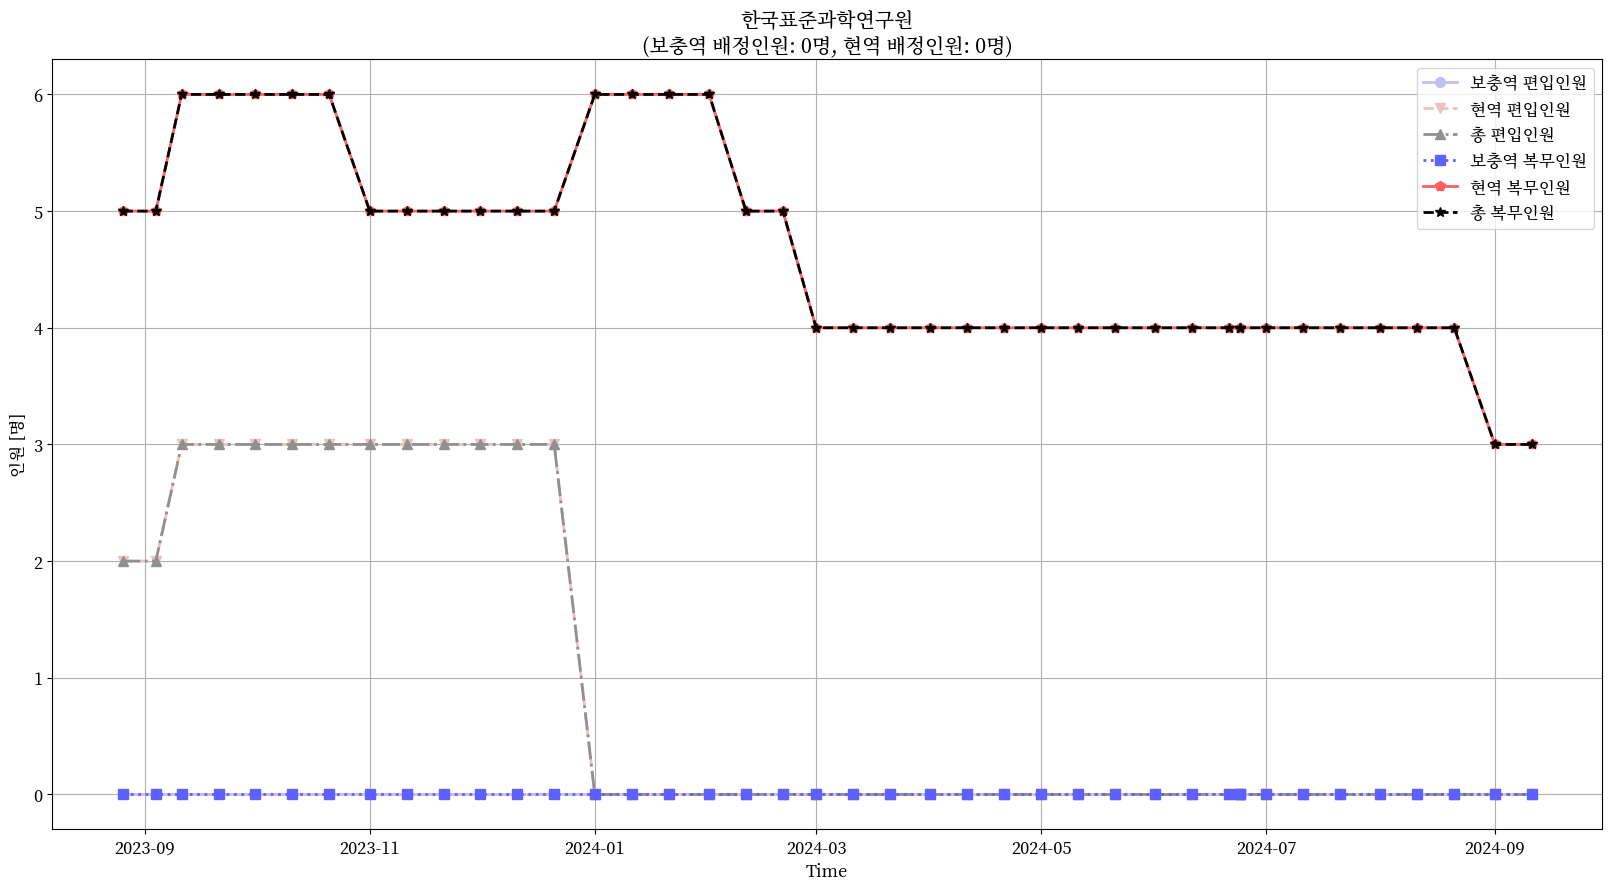 한국표준과학연구원
(보충역 배정인원: 0명, 현역 배정인원: 0명)
보충역 편입인원
현역 편입인원
총 편입인원
보충역 복무인원
현역 복무인원
총 복무인원
인원 [명]
6
5
4
3
2
1
0
2023-09
2023-11
2024-01
2024-03
2024-05
2024-07
2024-09
Time